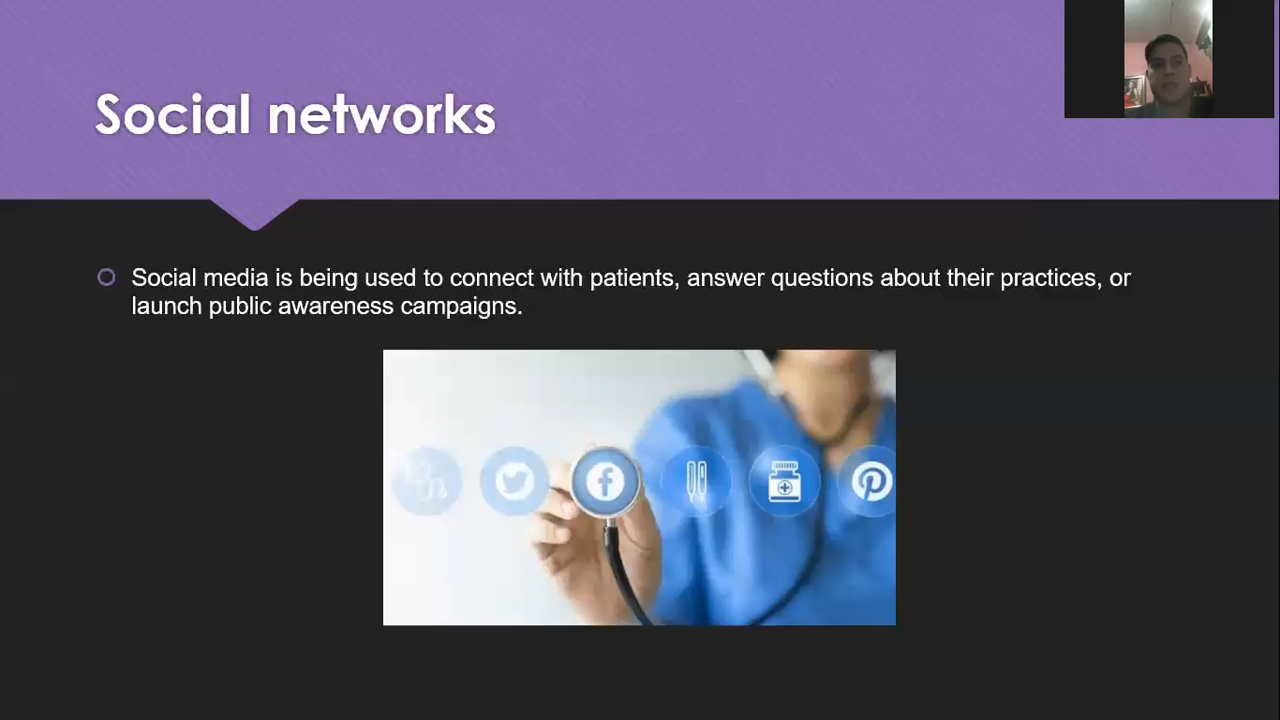 Social networks
Social media is being used to connect with patients, answer questions about their practices, or
launch public awareness campaigns.